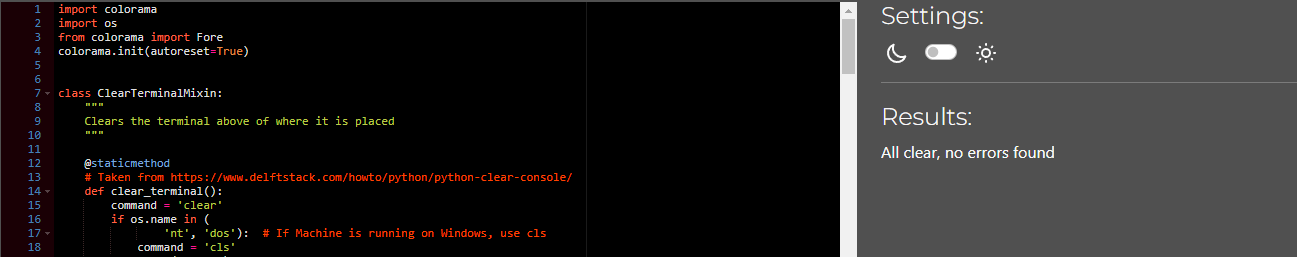 1 import colorama
2 import os
3 from colorama import Fore
4 colorama.init(autoreset=True)
5
6
7 class ClearTerminalMixin:
8 """
9 Clears the terminal above of where it is placed
10 """
11
12 @staticmethod
13 # Taken from https://www.delftstack.com/howto/python/python-clear-console/
14 def clear_terminal():
15 command = 'clear'
16 if os.name in (
17 'nt', 'dos'):  # If Machine is running on Windows, use cls
18 command = 'cls'
Settings:
Results:
All clear, no errors found